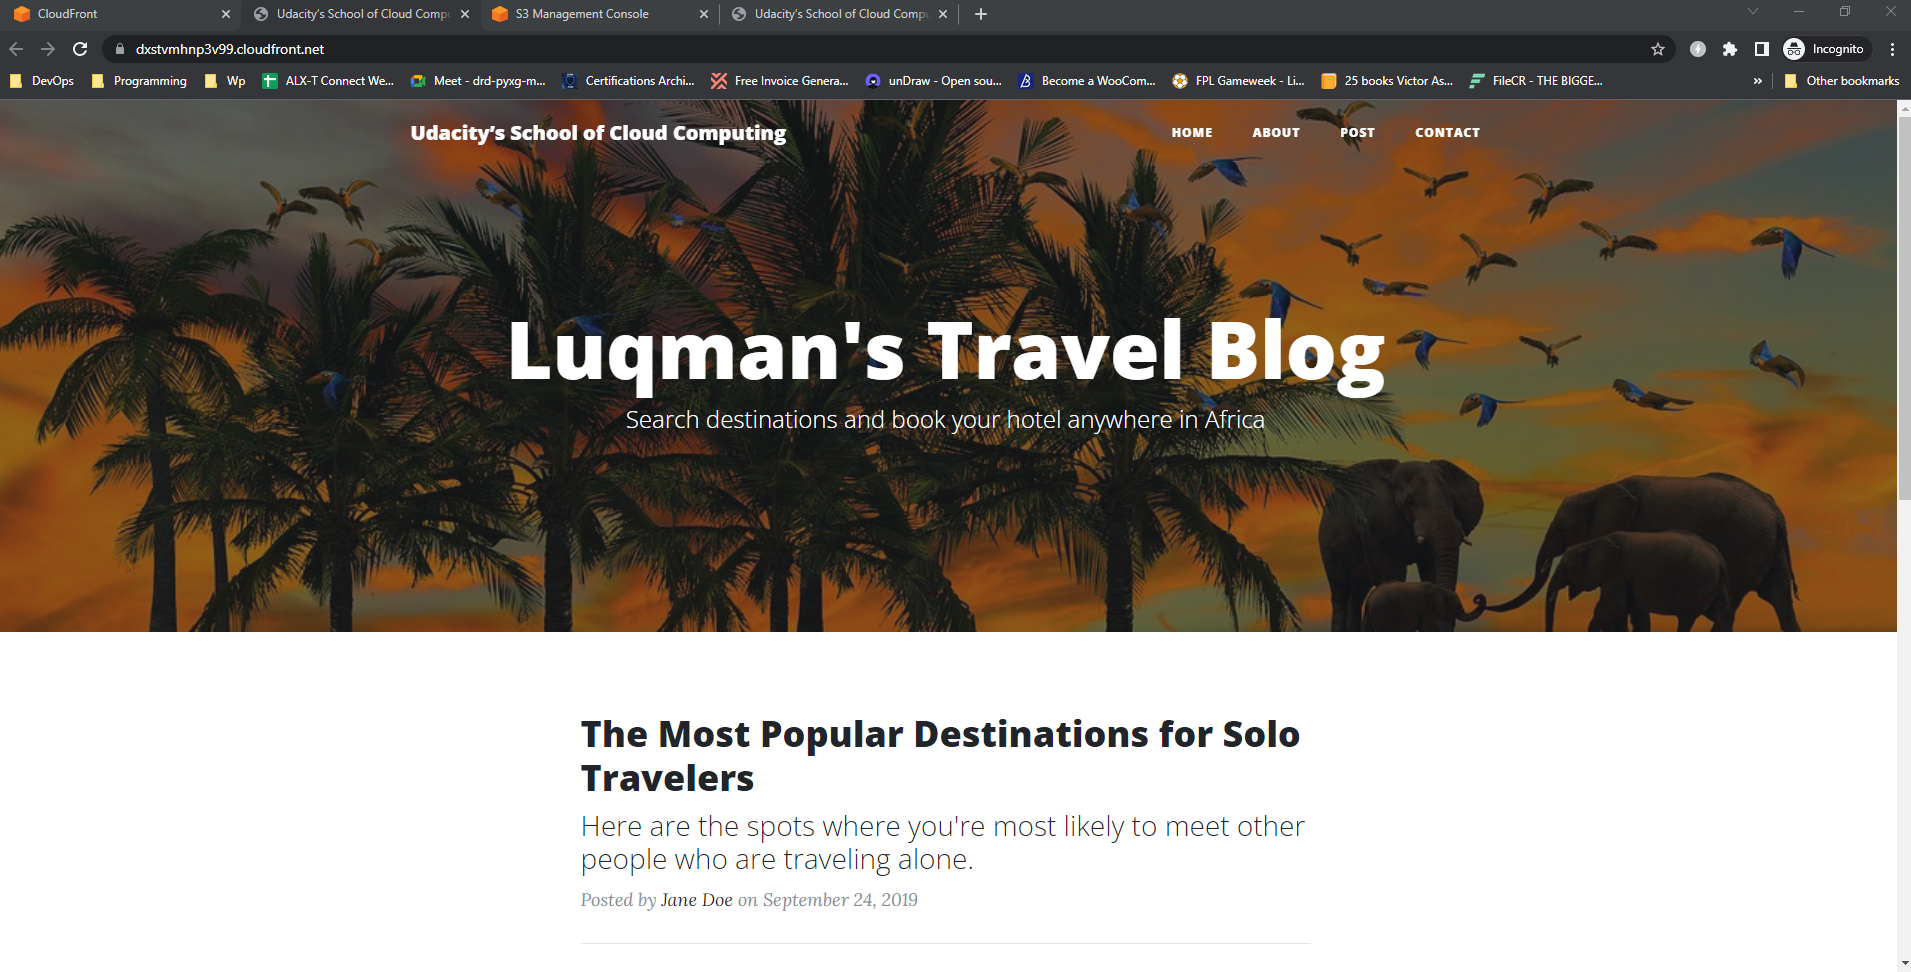 CloudFront
Udacity's School of Cloud Compu
S3 Management Console
Udacity's School of Cloud Compu
dxstvmhnp3v99.cloudfront.net
Incognito
DevOps
Programming
Wp
ALX-T Connect We...
Meet - drd-pyxg-m...
Certifications Archi...
Free Invoice Genera...
unDraw - Open sou...
Become a WooCom...
FPL Gameweek - Li...
25 books Victor As...
FileCR - THE BIGGE...
»
Other bookmarks
Udacity’s School of Cloud Computing
HOME
ABOUT
POST
CONTACT
Luqman's Travel Blog
Search destinations and book your hotel anywhere in Africa
The Most Popular Destinations for Solo
Travelers
Here are the spots where you're most likely to meet other
people who are traveling alone.
Posted by Jane Doe on September 24, 2019